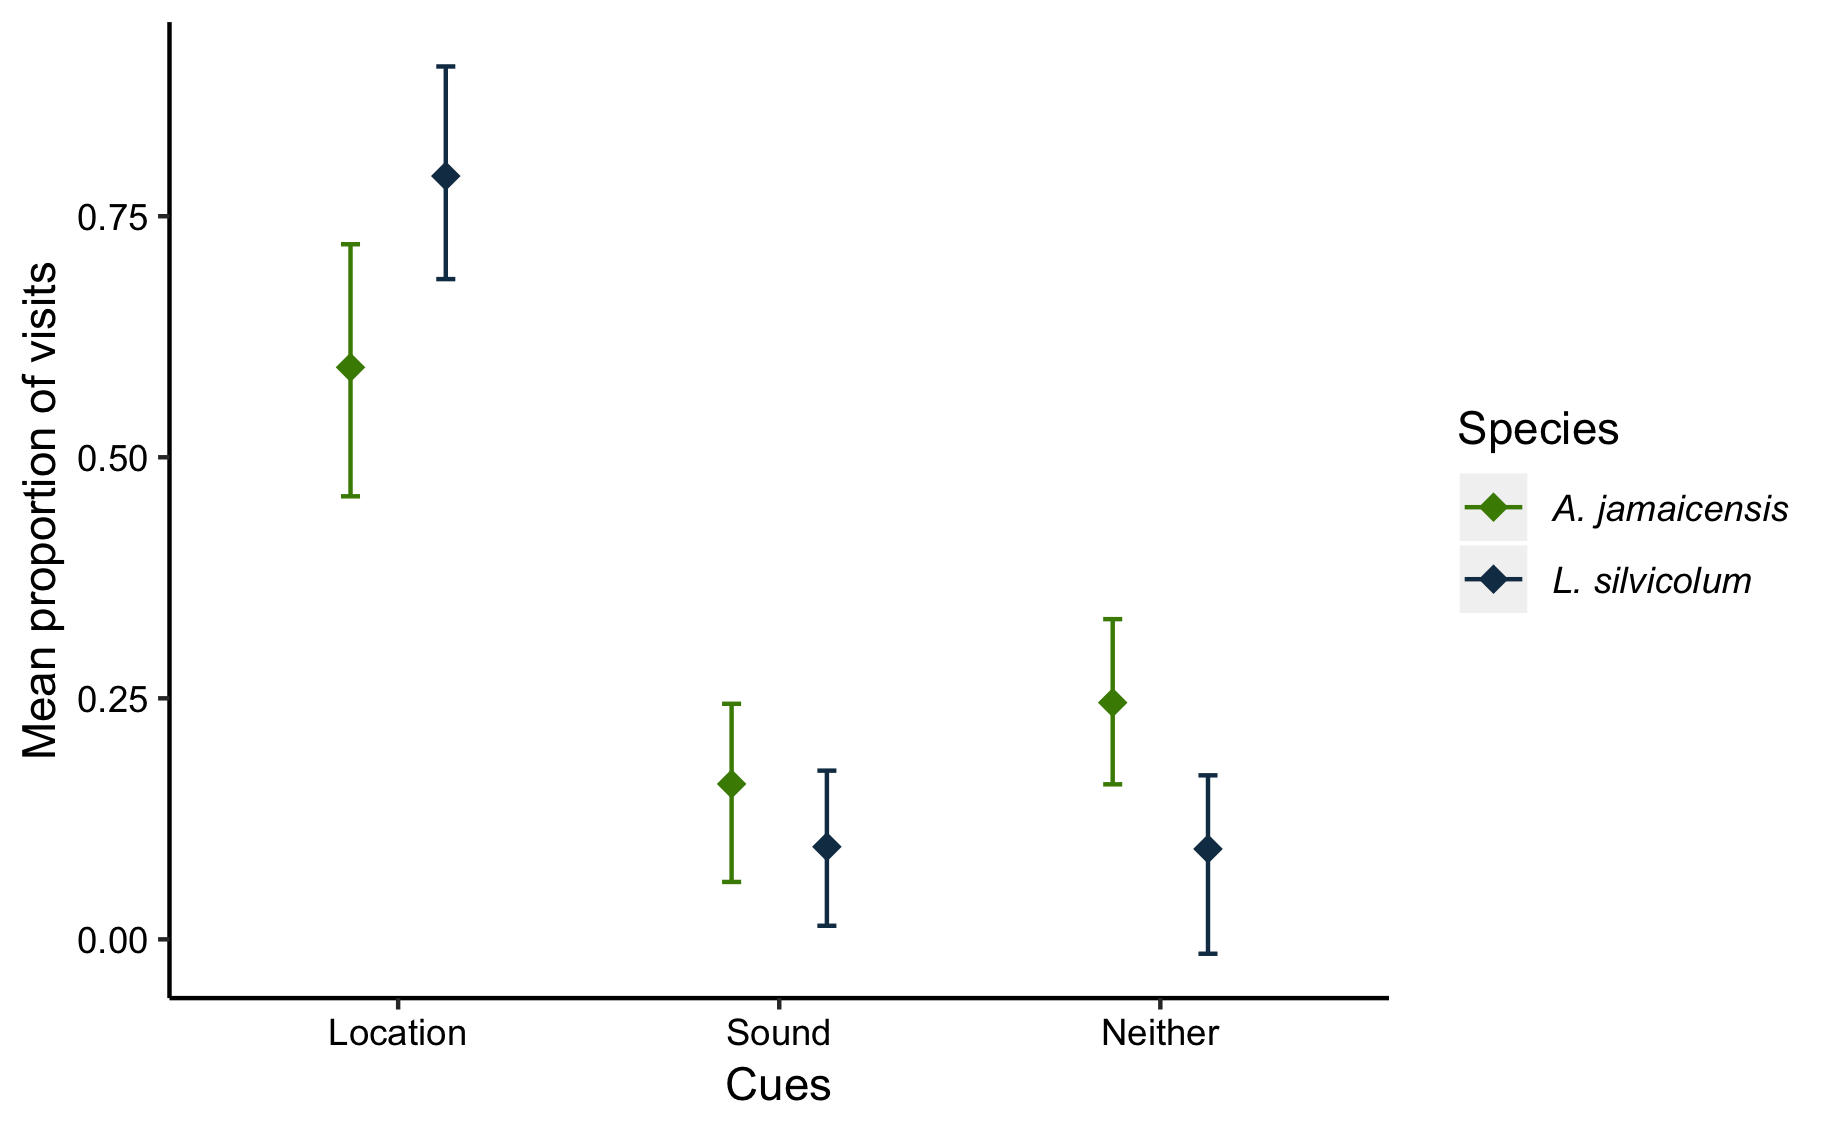 Mean proportion of visits
0.75
0.50
0.25
0.00
Location Sound Neither
Cues
Species
A. jamaicensis
L. silvicolum